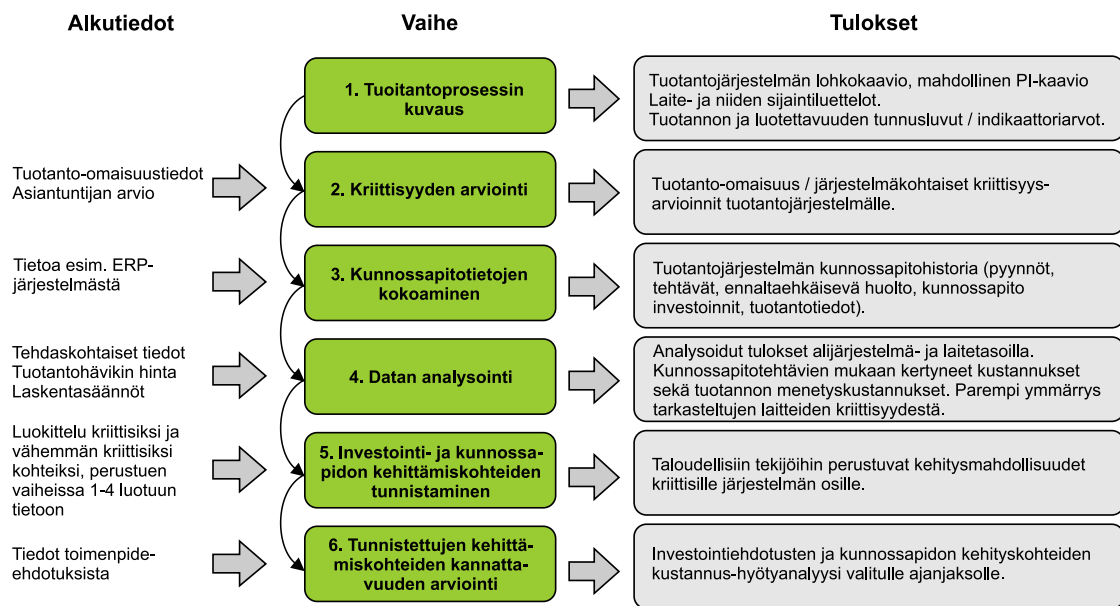 Alkutiedot
Vaihe
Tulokset
1. Tuoitantoprosessin
kuvaus
Tuotantojärjestelmän lohkokaavio, mahdollinen PI-kaavio
Laite- ja niiden sijaintiluettelot.
Tuotannon ja luotettavuuden tunnusluvut / indikaattoriarvot.
Tuotanto-omaisuustiedot
Asiantuntijan arvio
2. Kriittisyyden arviointi
Tuotanto-omaisuus / järjestelmäkohtaiset kriittisyys-
arvioinnit tuotantojärjestelmälle.
Tietoa esim. ERP-
järjestelmästä
3. Kunnossapitotietojen
kokoaminen
Tuotantojärjestelmän kunnossapitohistoria (pyynnöt,
tehtävät, ennaltaehkäisevä huolto, kunnossapito
investoinnit, tuotantotiedot).
Tehdaskohtaiset tiedot
Tuotantohävikin hinta
Laskentasäännöt
4. Datan analysointi
Analysoidut tulokset alijärjestelmä- ja laitetasoilla.
Kunnossapitotehtävien mukaan kertyneet kustannukset
sekä tuotannon menetyskustannukset. Parempi ymmärrys
tarkasteltujen laitteiden kriittisyydestä.
Luokittelu kriittisiksi ja
vähemmän kriittisiksi
kohteiksi, perustuen
vaiheissa 1-4 luotuun
tietoon
5. Investointi- ja kunnossa-
pidon kehittämiskohteiden
tunnistaminen
Taloudellisiin tekijöihin perustuvat kehitysmahdollisuudet
kriittisille järjestelmän osille.
Tiedot toimenpide-
ehdotuksista
6. Tunnistettujen kehittä-
miskohteiden kannatta-
vuuden arviointi
Investointiehdotusten ja kunnossapidon kehityskohteiden
kustannus-hyötyanalyysi valitulle ajanjaksolle.